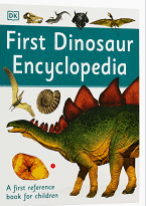 DK
First Dinosaur
Encyclopedia
A first reference
book for children